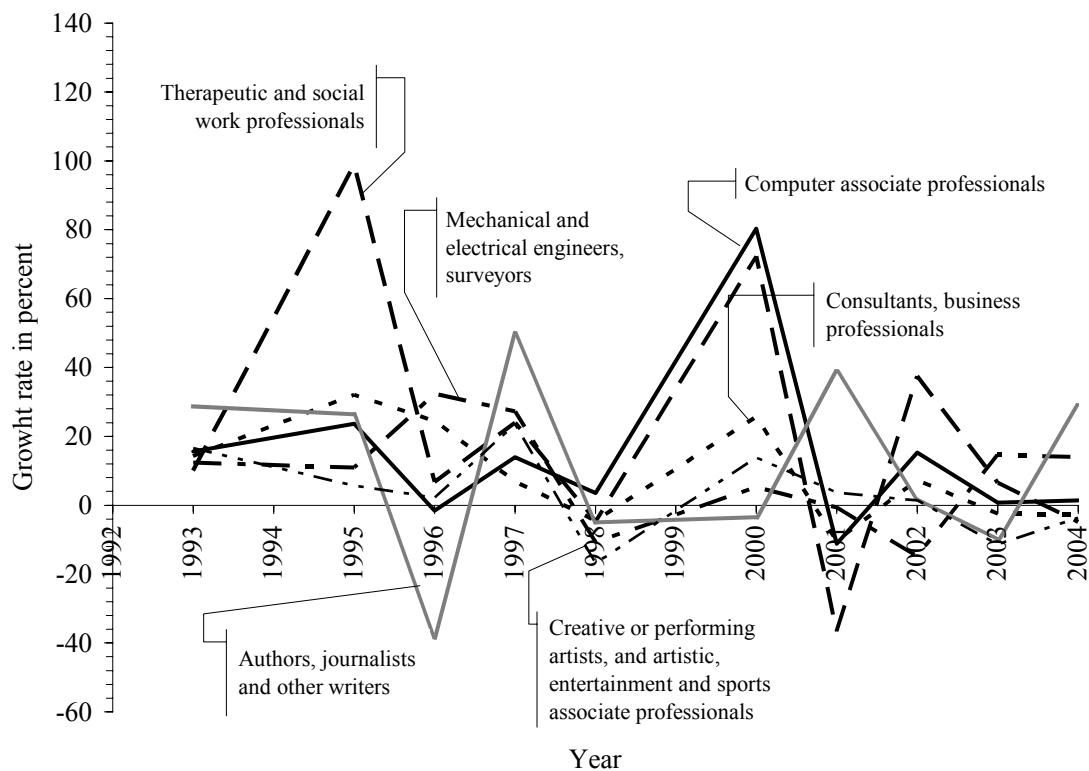 140
120
100
80
60
40
20
0
-20
-40
-60
Growht rate in percent
Therapeutic and social
work professionals
Mechanical and
electrical engineers,
surveyors
Computer associate professionals
Consultants, business
professionals
1992
1993
1994
1995
1996
1997
1998
1999
2000
2001
2002
2003
2004
Authors, journalists
and other writers
Creative or performing
artists, and artistic,
entertainment and sports
associate professionals
Year